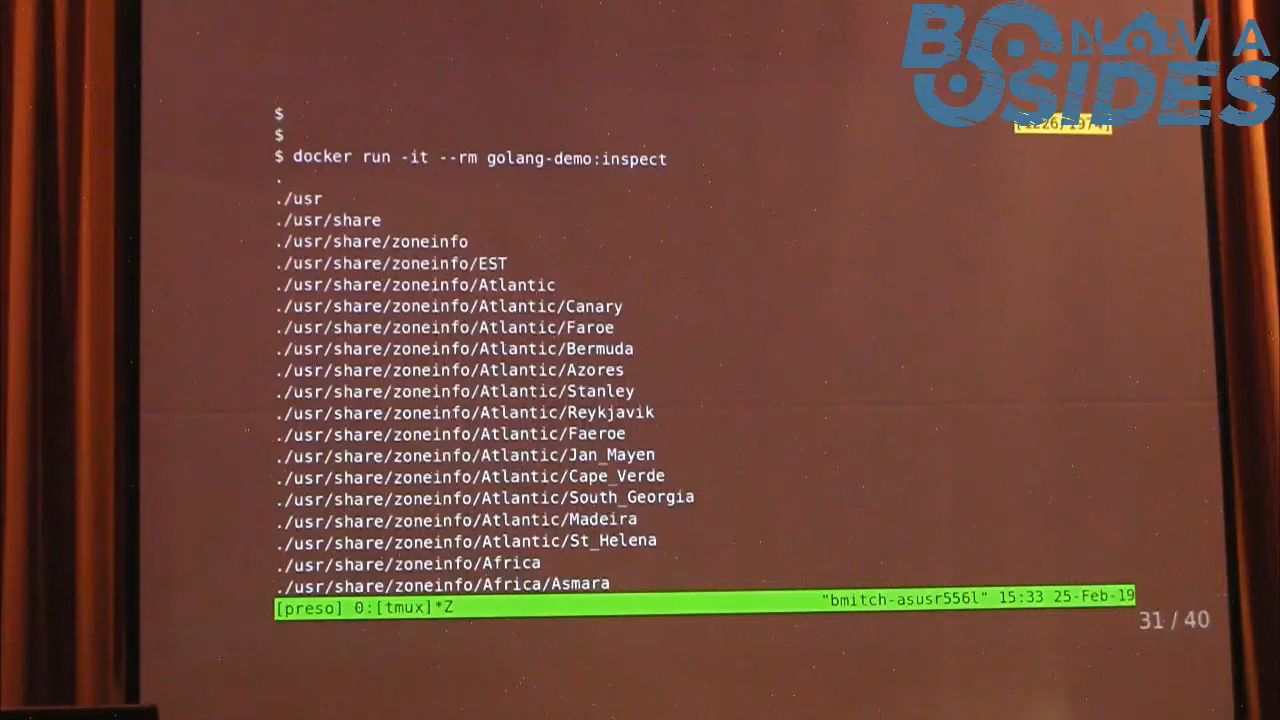 BSIDES NOVA
$
$
$ docker run -it --rm golang-demo:inspect
.
./usr
./usr/share
./usr/share/zoneinfo
./usr/share/zoneinfo/EST
./usr/share/zoneinfo/Atlantic
./usr/share/zoneinfo/Atlantic/Canary
./usr/share/zoneinfo/Atlantic/Faroe
./usr/share/zoneinfo/Atlantic/Bermuda
./usr/share/zoneinfo/Atlantic/Azores
./usr/share/zoneinfo/Atlantic/Stanley
./usr/share/zoneinfo/Atlantic/Reykjavik
./usr/share/zoneinfo/Atlantic/Faeroe
./usr/share/zoneinfo/Atlantic/Jan_Mayen
./usr/share/zoneinfo/Atlantic/Cape_Verde
./usr/share/zoneinfo/Atlantic/South_Georgia
./usr/share/zoneinfo/Atlantic/Madeira
./usr/share/zoneinfo/Atlantic/St_Helena
./usr/share/zoneinfo/Africa
./usr/share/zoneinfo/Africa/Asmara
[preso] 0:[tmux]*Z "bmitch-asusr556l" 15:33 25-Feb-19
31 / 40